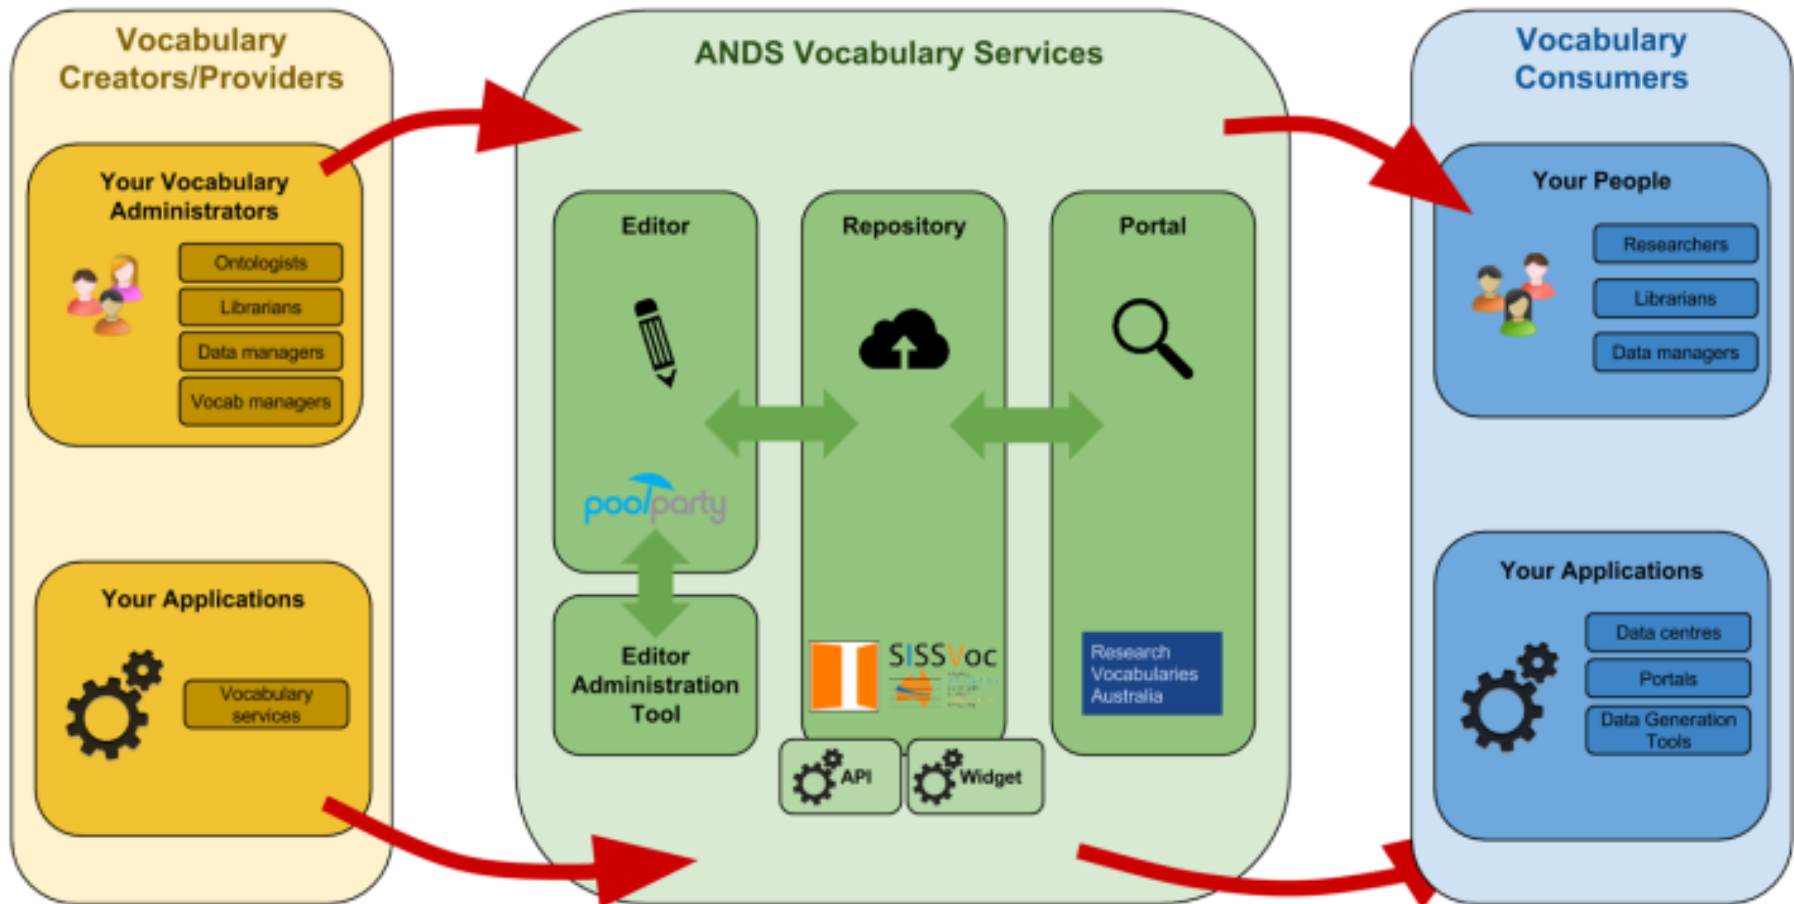 Vocabulary
Creators/Providers
Your Vocabulary
Administrators
Ontologists
Librarians
Data managers
Vocab managers
Your Applications
Vocabulary
services
ANDS Vocabulary Services
Editor
poolparty
Editor
Administration
Tool
Repository
SISSVoc
API
Widget
Portal
Research
Vocabularies
Australia
Vocabulary
Consumers
Your People
Researchers
Librarians
Data managers
Your Applications
Data centres
Portals
Data Generation
Tools